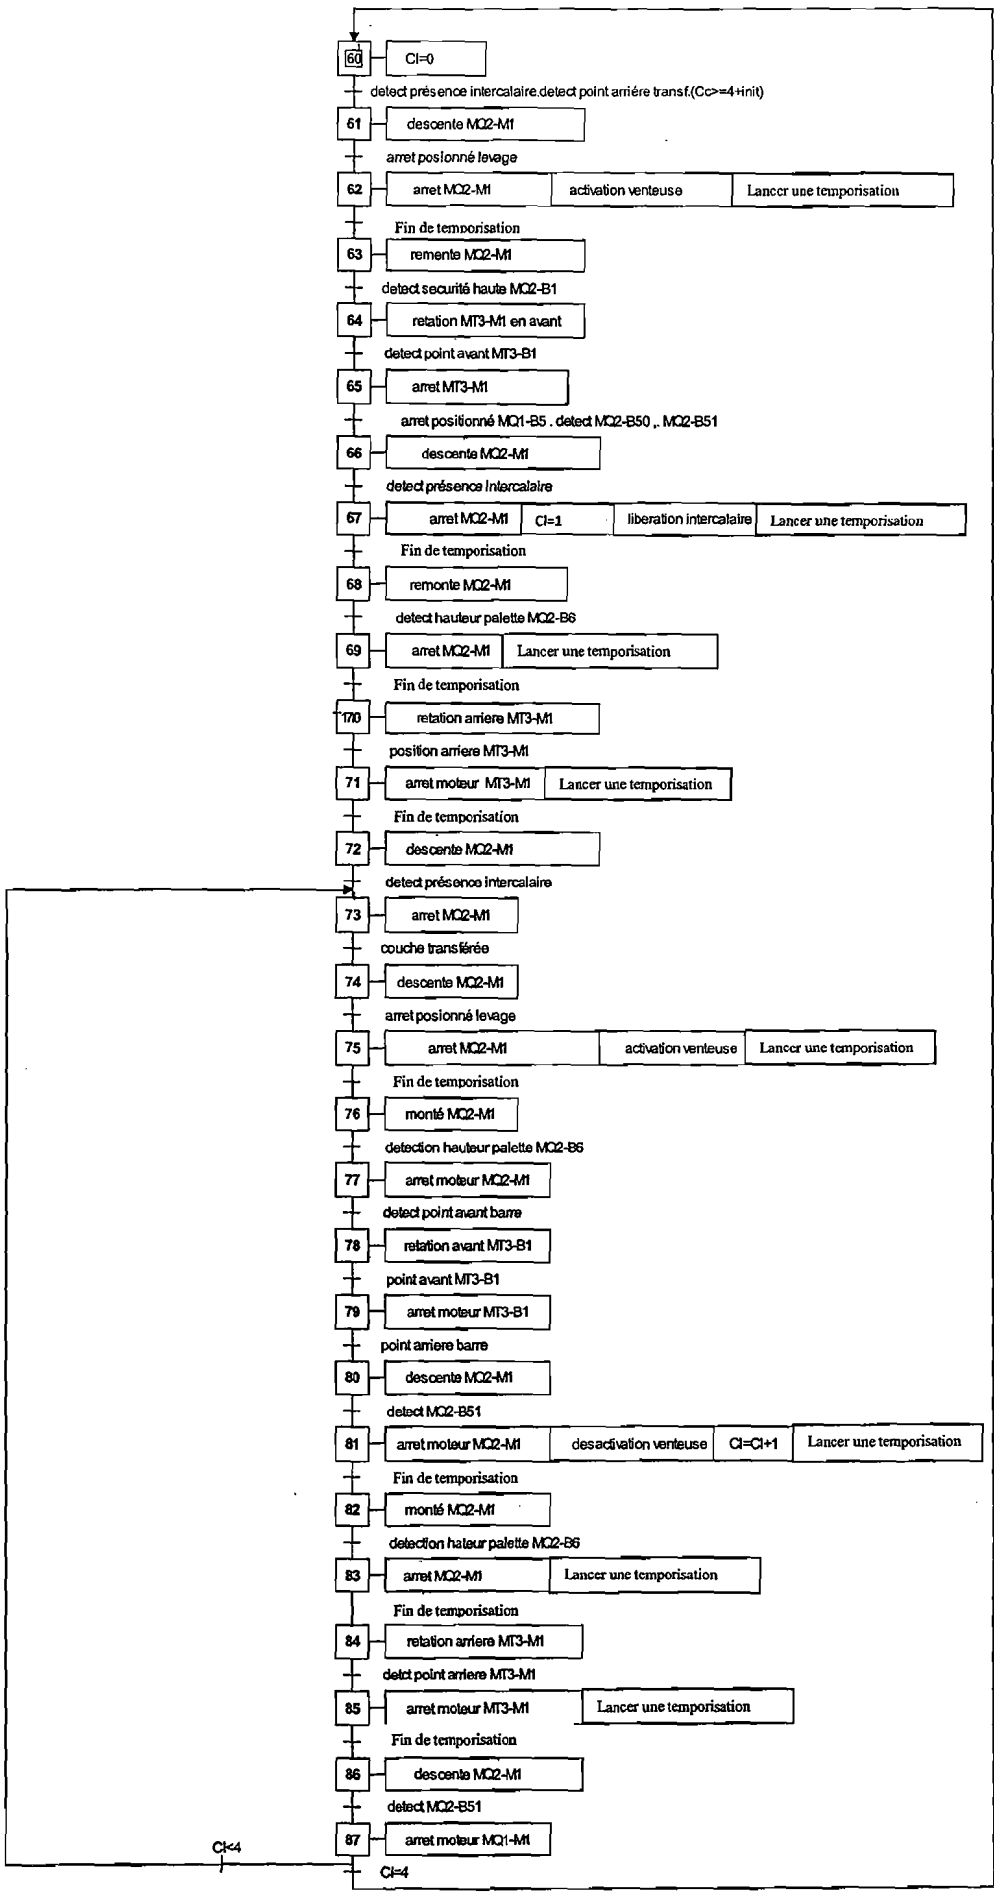 60 CI=0
detect présence intercalaire.detect point arriére transf.(Cc>=4+init)
61 descente MQ2-M1
arret posionné levage
62 arret MQ2-M1 activation venteuse Lancer une temporisation
Fin de temporisation
63 remente MQ2-M1
detect securité haute MQ2-B1
64 retation MT3-M1 en avant
detect point avant MT3-B1
65 arret MT3-M1
arret positionné MQ1-B5 . detect MQ2-B50 ,. MQ2-B51
66 descente MQ2-M1
detect présence intercalaire
67 arret MQ2-M1 CI=1 liberation intercalaire Lancer une temporisation
Fin de temporisation
68 remonte MQ2-M1
detect hauteur palette MQ2-B6
69 arret MQ2-M1 Lancer une temporisation
Fin de temporisation
170 retation arriere MT3-M1
position arriere MT3-M1
71 arret moteur MT3-M1 Lancer une temporisation
Fin de temporisation
72 descente MQ2-M1
detect présence intercalaire
73 arret MQ2-M1
couche transférée
74 descente MQ2-M1
arret posionné levage
75 arret MQ2-M1 activation venteuse Lancer une temporisation
Fin de temporisation
76 monté MQ2-M1
detection hauteur palette MQ2-B6
77 arret moteur MQ2-M1
detect point avant barre
78 retation avant MT3-B1
point avant MT3-B1
79 arret moteur MT3-B1
point arriere barre
80 descente MQ2-M1
detect MQ2-B51
81 arret moteur MQ2-M1 desactivation venteuse CI=CI+1 Lancer une temporisation
Fin de temporisation
82 monté MQ2-M1
detection hateur palette MQ2-B6
83 arret MQ2-M1 Lancer une temporisation
Fin de temporisation
84 retation arriere MT3-M1
detct point arriere MT3-M1
85 arret moteur MT3-M1 Lancer une temporisation
Fin de temporisation
86 descente MQ2-M1
detect MQ2-B51
87 arret moteur MQ1-M1
CI<4
CI=4